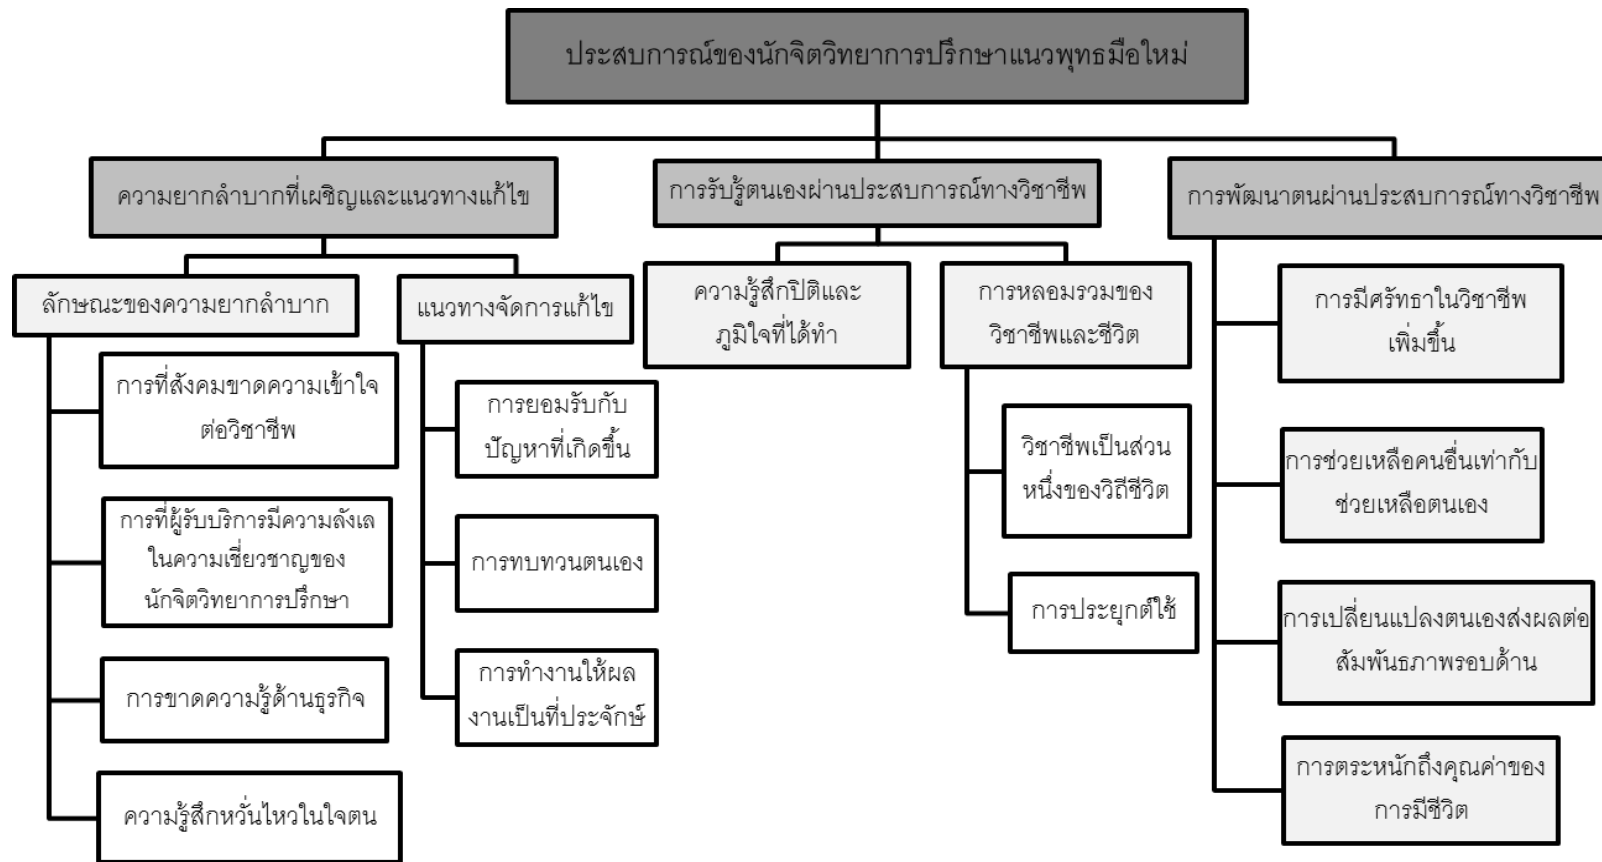 ประสบการณ์ของนักจิตวิทยาการปรึกษาแนวพุทธมือใหม่
ความยากลำบากที่เผชิญและแนวทางแก้ไข
ลักษณะของความยากลำบาก
การที่สังคมขาดความเข้าใจ
ต่อวิชาชีพ
การที่ผู้รับบริการมีความลังเล
ในความเชี่ยวชาญของ
นักจิตวิทยาการปรึกษา
การขาดความรู้ด้านธุรกิจ
ความรู้สึกหวั่นไหวในใจตน
แนวทางจัดการแก้ไข
การยอมรับกับ
ปัญหาที่เกิดขึ้น
การทบทวนตนเอง
การทำงานให้ผล
งานเป็นที่ประจักษ์
การรับรู้ตนเองผ่านประสบการณ์ทางวิชาชีพ
ความรู้สึกปิติและ
ภูมิใจที่ได้ทำ
การหลอมรวมของ
วิชาชีพและชีวิต
วิชาชีพเป็นส่วน
หนึ่งของวิถีชีวิต
การประยุกต์ใช้
การพัฒนาตนผ่านประสบการณ์ทางวิชาชีพ
การมีศรัทธาในวิชาชีพ
เพิ่มขึ้น
การช่วยเหลือคนอื่นเท่ากับ
ช่วยเหลือตนเอง
การเปลี่ยนแปลงตนเองส่งผลต่อ
สัมพันธภาพรอบด้าน
การตระหนักถึงคุณค่าของ
การมีชีวิต